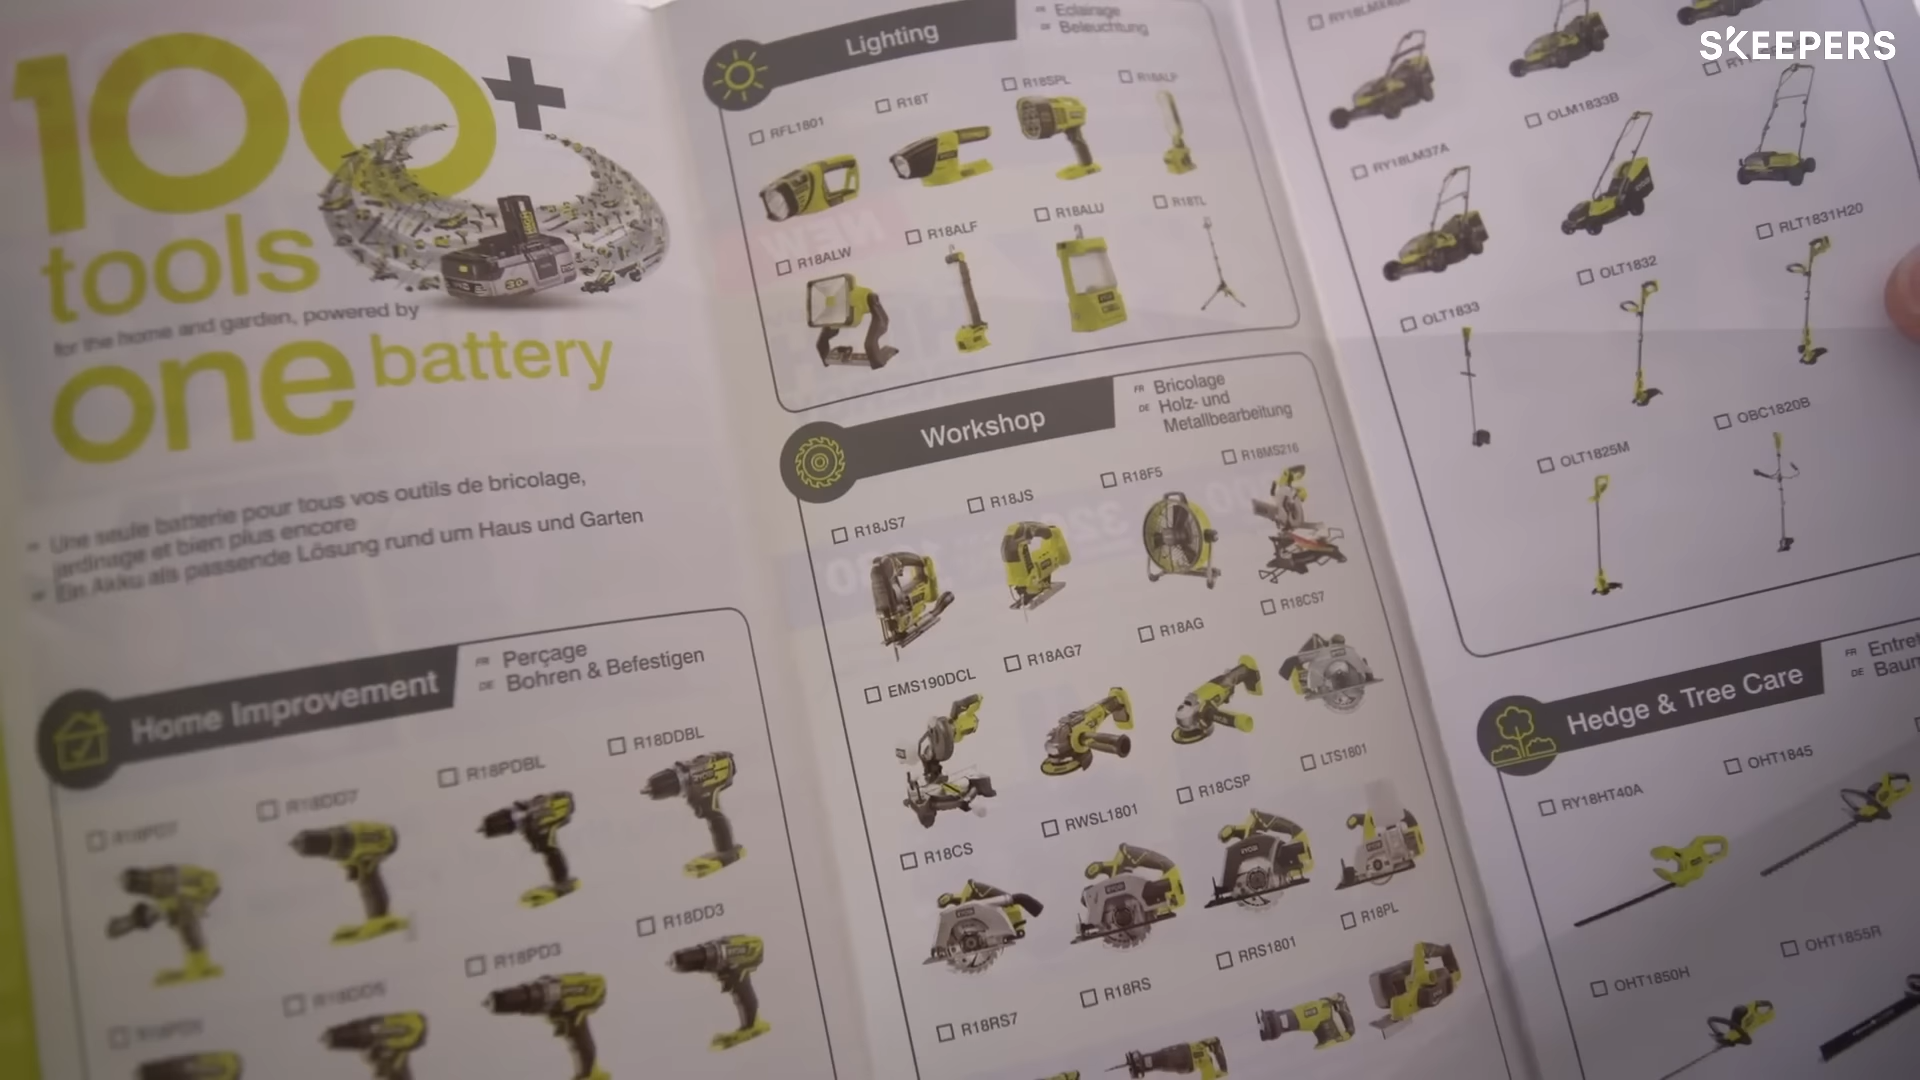 SKEEPERS
100+
tools
for the home and garden, powered by
one battery
Une seule batterie pour tous vos outils de bricolage,
jardinage et bien plus encore
Ein Akku als passende Lösung rund um Haus und Garten
Home Improvement
FR Perçage
DE Bohren & Befestigen
R18PD7
R18DD7
R18PDBL
R18DDBL
R18DD5
R18PD3
R18DD3
Lighting
Eclairage
Beleuchtung
RFL1801
R18T
R18SPL
R18ALP
R18ALW
R18ALF
R18ALU
R18TL
Workshop
FR Bricolage
DE Holz- und
Metallbearbeitung
R18JS7
R18JS
R18F5
R18MS216
EMS190DCL
R18AG7
R18AG
R18CS7
R18CS
RWSL1801
R18CSP
LTS1801
R18RS7
R18RS
RRS1801
R18PL
RY18LM37A
OLM1833B
OLT1833
OLT1832
RLT1831H20
OLT1825M
OBC1820B
Hedge & Tree Care
FR
DE
RY18HT40A
OHT1845
OHT1850H
OHT1855R